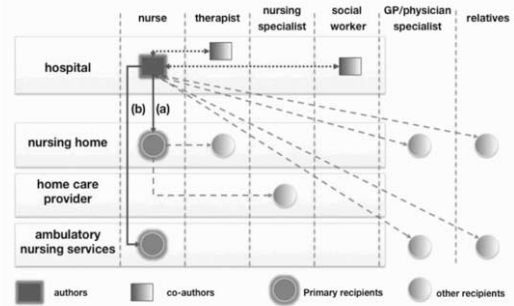 nurse therapist nursing specialist social worker GP/physician specialist relatives
hospital
(b) (a)
nursing home
home care
provider
ambulatory
nursing services
authors co-authors Primary recipients other recipients